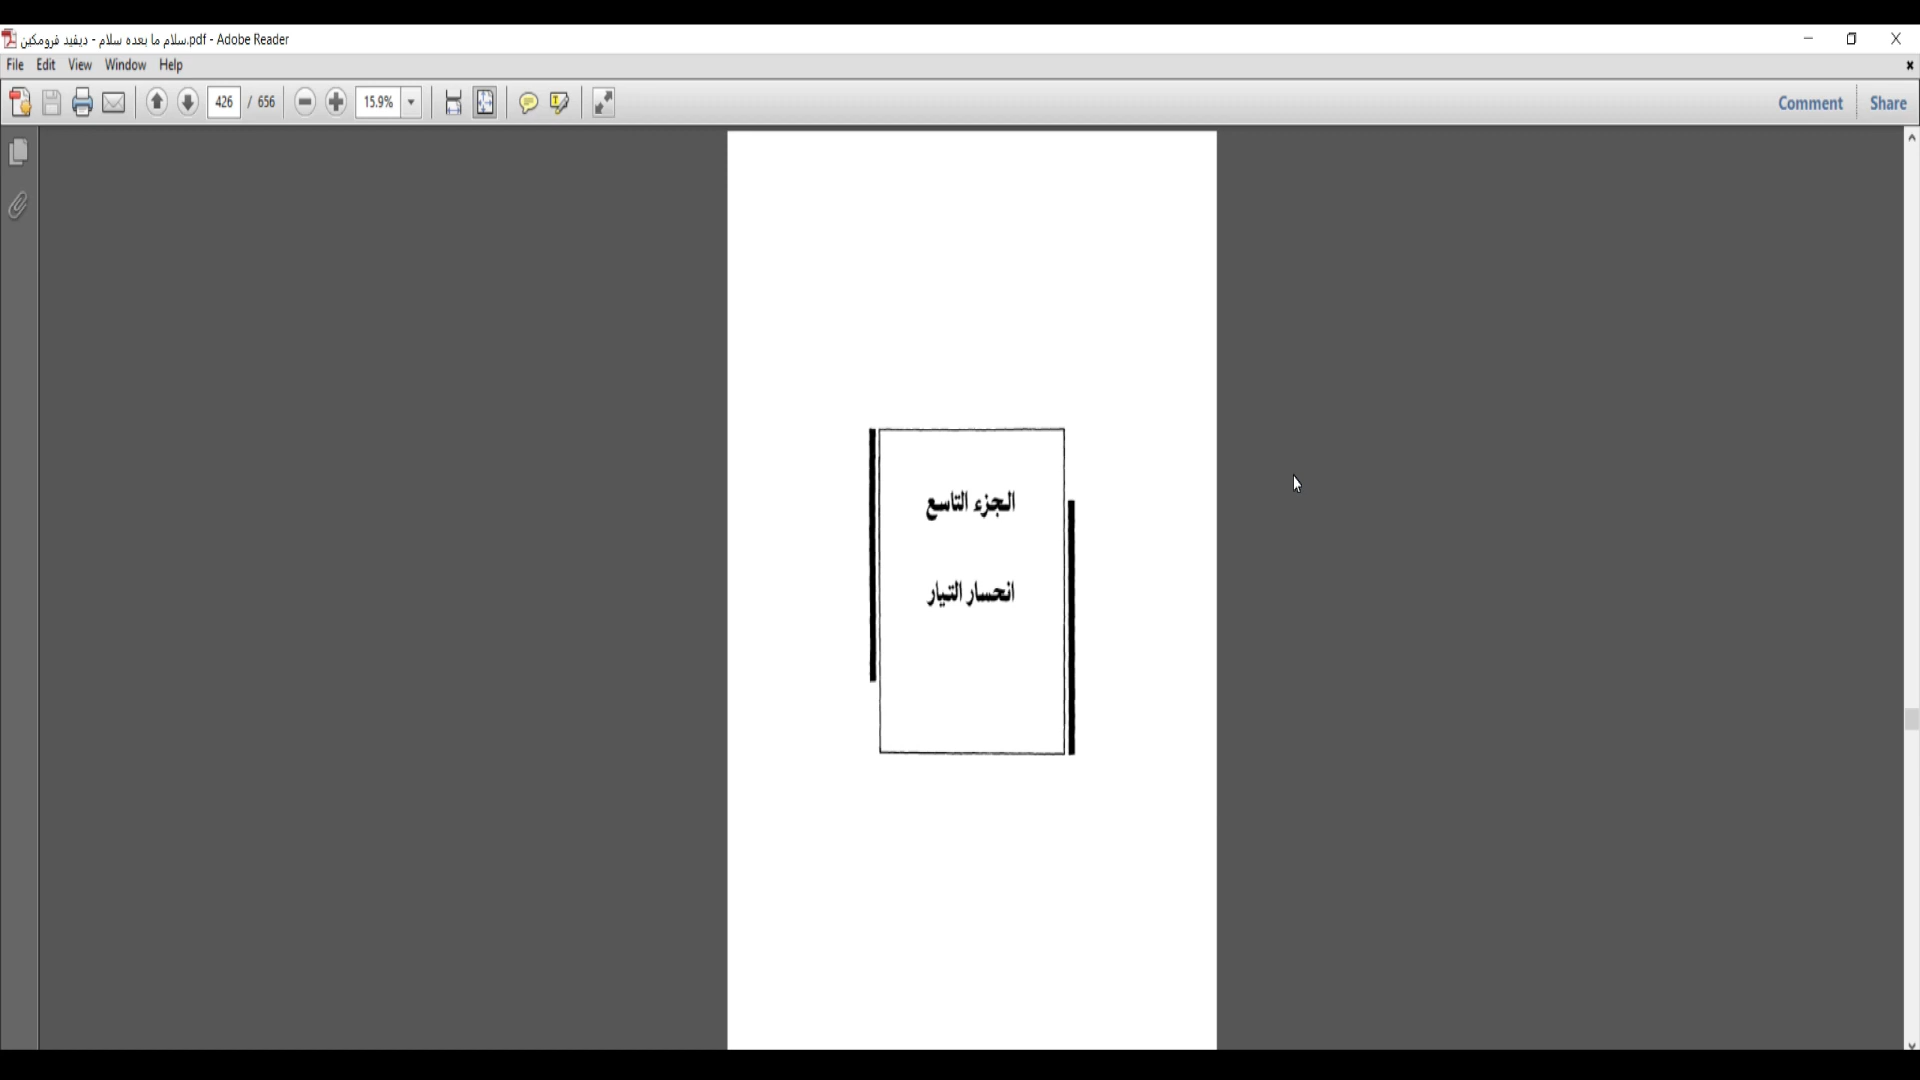 سلام ما بعده سلام - ديفيد فرومكين.pdf - Adobe Reader
File Edit View Window Help
426 / 656 15.9% Comment Share
الجزء التاسع
انحسار التيار